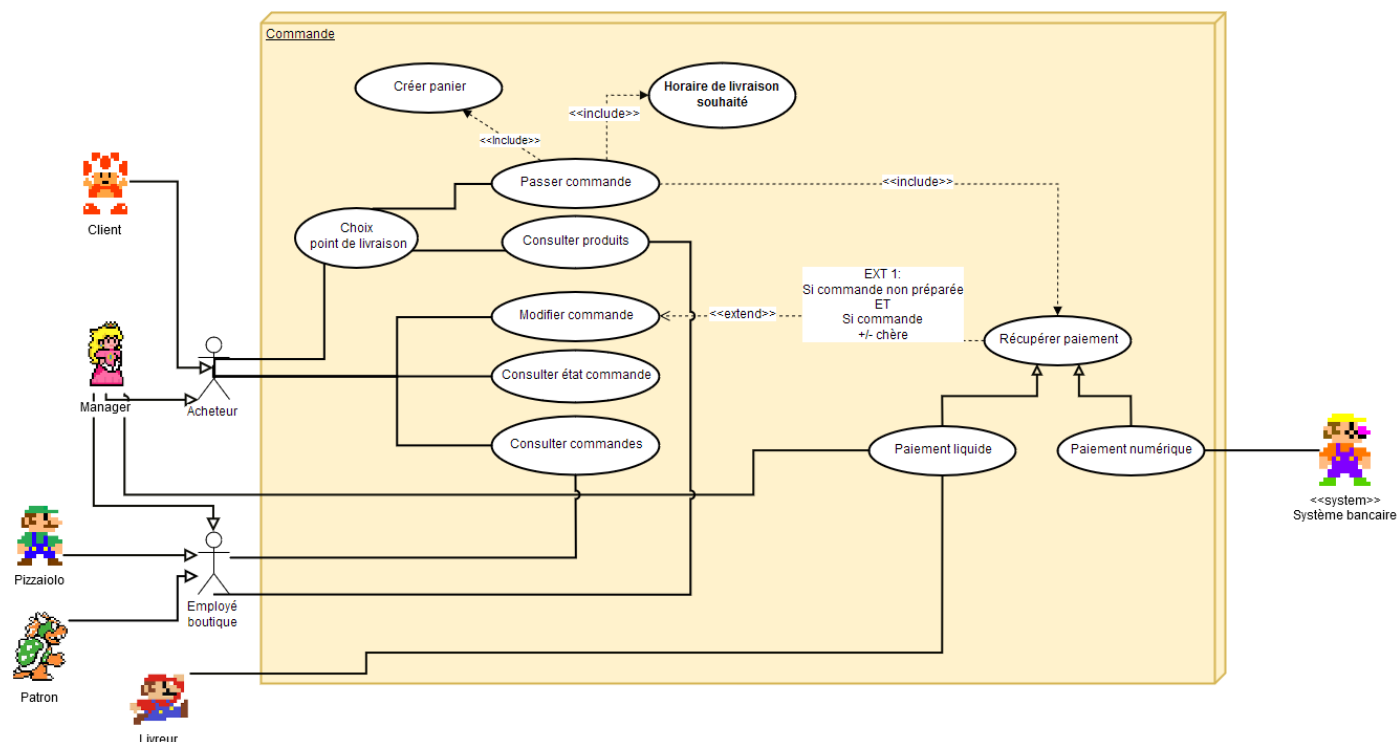 Commande
Créer panier
Horaire de livraison
souhaité
<<include>>
<<Include>>
Client
Passer commande
<<include>>
Choix
point de livraison
Consulter produits
EXT 1:
Si commande non préparée
ET
Si commande
+/- chère
Modifier commande
<<extend>>
Récupérer paiement
Consulter état commande
Manager
Acheteur
Consulter commandes
Paiement liquide
Paiement numérique
<<system>>
Système bancaire
Pizzaiolo
Employé
boutique
Patron
Livreur